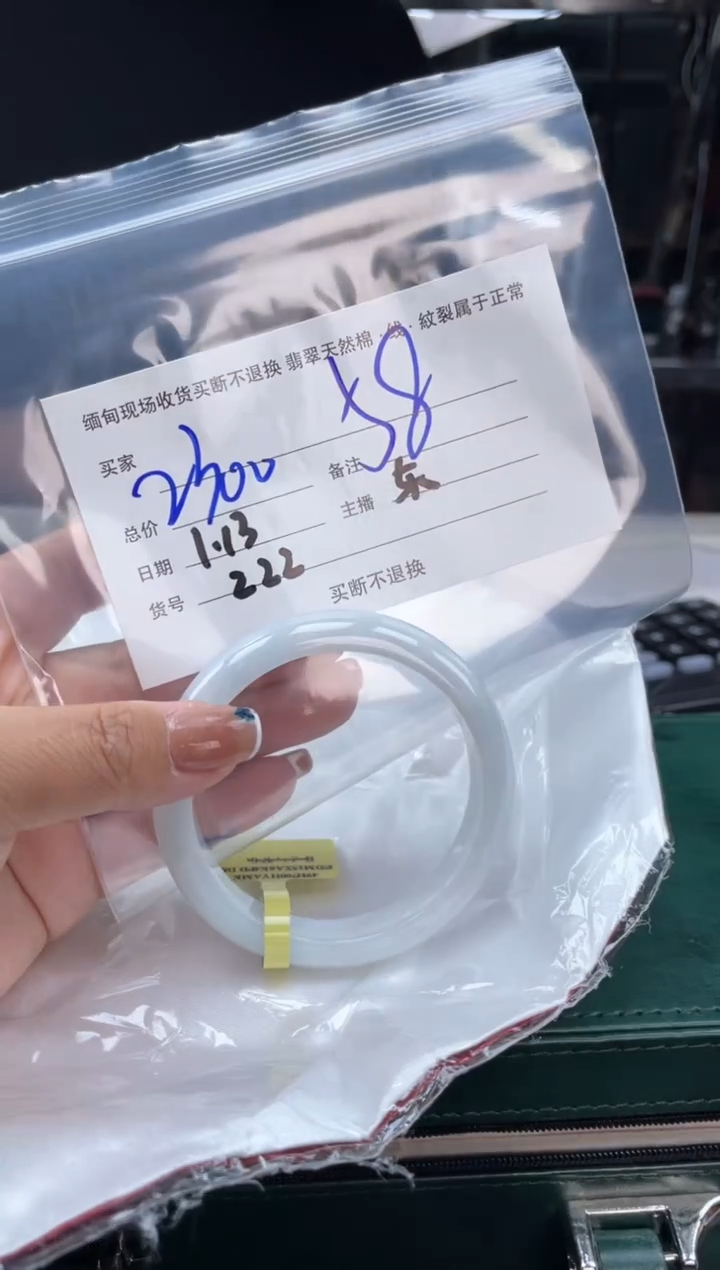 缅甸现场收货买断不退换 翡翠天然棉 . 线 . 紋裂属于正常
买家
58
总价 2300 备注
日期 1.13 主播 东
货号 222
买断不退换